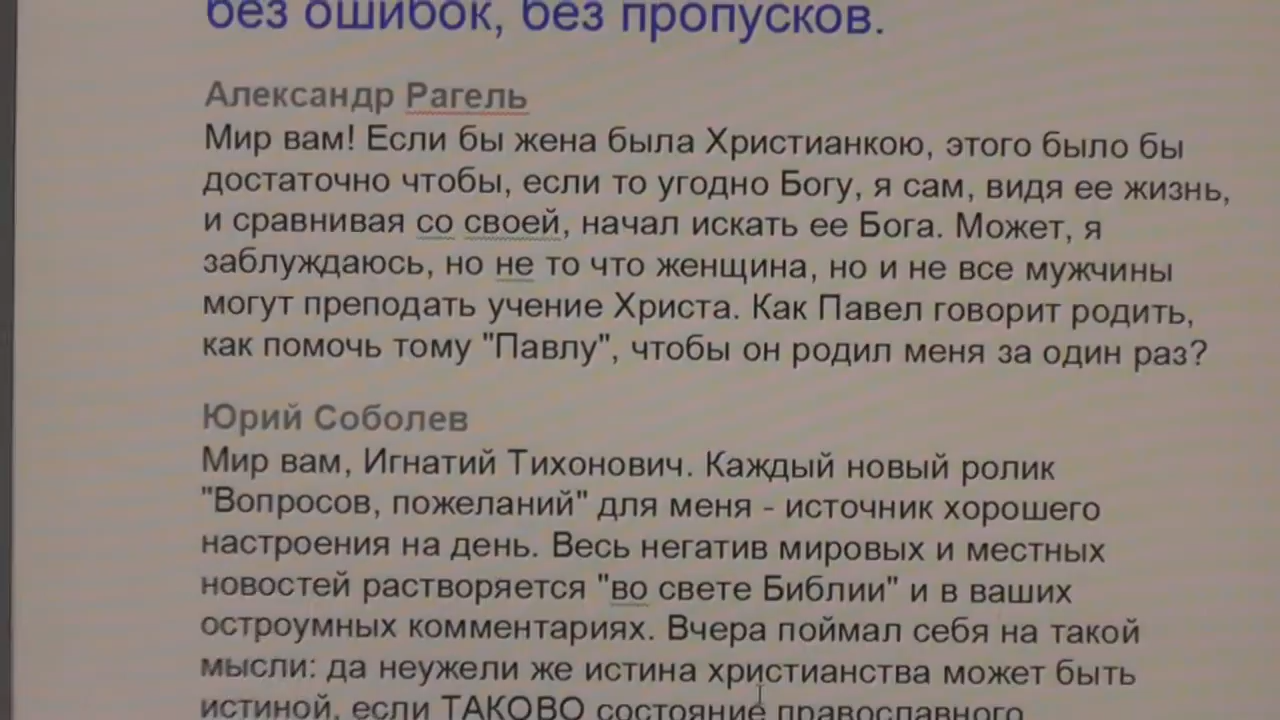 без ошибок, без пропусков.
Александр Рагель
Мир вам! Если бы жена была Христианкою, этого было бы
достаточно чтобы, если то угодно Богу, я сам, видя ее жизнь,
и сравнивая со своей, начал искать ее Бога. Может, я
заблуждаюсь, но не то что женщина, но и не все мужчины
могут преподать учение Христа. Как Павел говорит родить,
как помочь тому "Павлу", чтобы он родил меня за один раз?
Юрий Соболев
Мир вам, Игнатий Тихонович. Каждый новый ролик
"Вопросов, пожеланий" для меня - источник хорошего
настроения на день. Весь негатив мировых и местных
новостей растворяется "во свете Библии" и в ваших
остроумных комментариях. Вчера поймал себя на такой
мысли: да неужели же истина христианства может быть
истиной, если ТАКОВО состояние православного